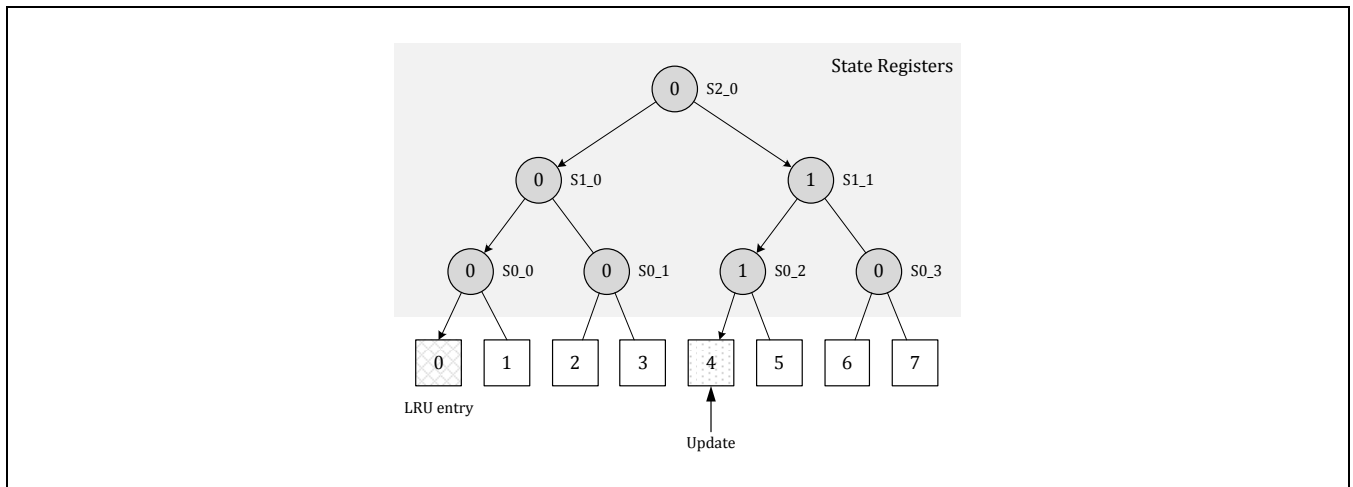 State Registers
0 S2_0
0 S1_0 1 S1_1
0 S0_0 0 S0_1 1 S0_2 0 S0_3
0 1 2 3 4 5 6 7
LRU entry
Update